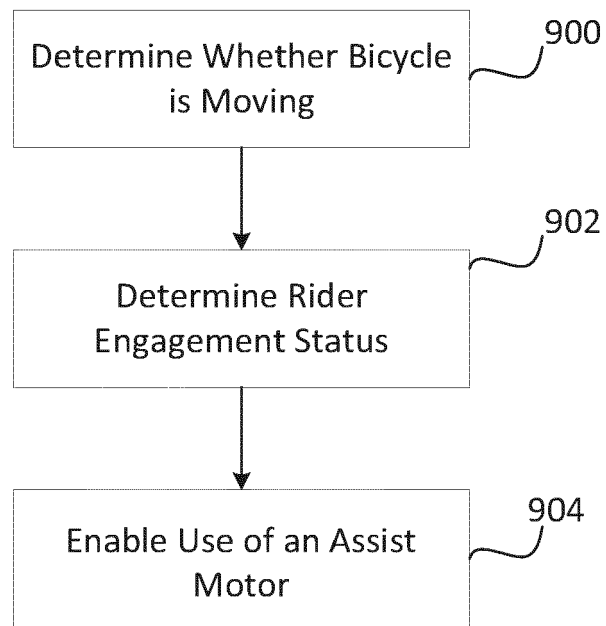 Determine Whether Bicycle
is Moving
900
Determine Rider
Engagement Status
902
Enable Use of an Assist
Motor
904